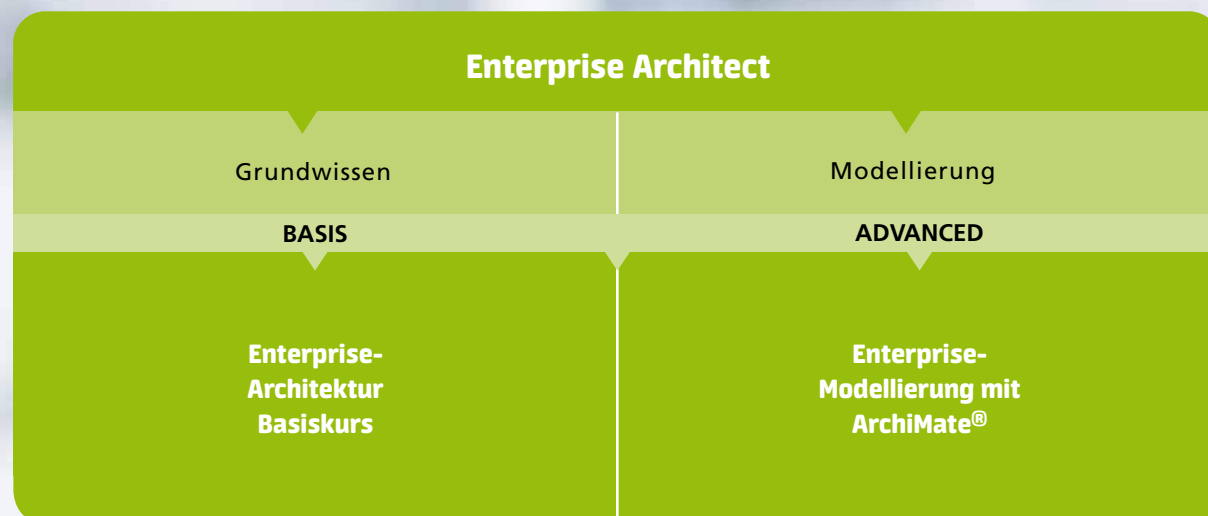 Enterprise Architect
Grundwissen
Modellierung
BASIS
ADVANCED
Enterprise-
Architektur
Basiskurs
Enterprise-
Modellierung mit
ArchiMate®